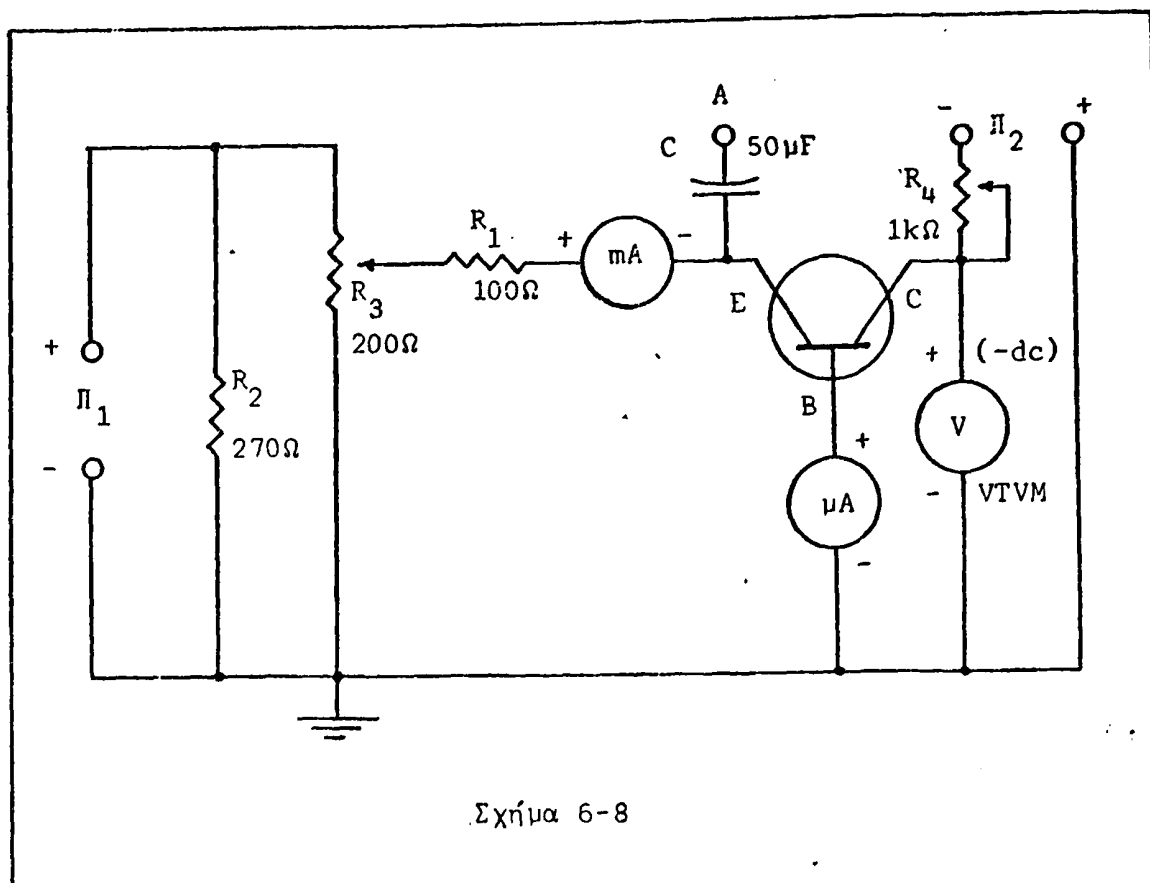 A
C 50μF
- Π2 +
R4
1kΩ
R1
+ mA -
100Ω
E C
R3
200Ω
+ (-dc)
+
Π1
-
R2
270Ω
B
+
V
μA
- VTVM
-
Σχήμα 6-8